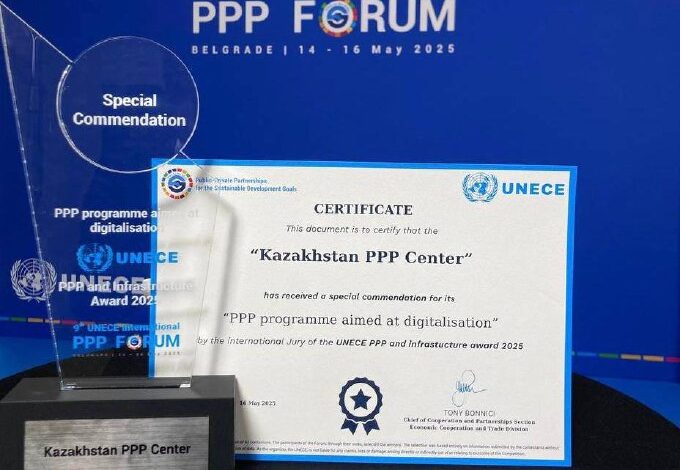 PPP FORUM
BELGRADE | 14 - 16 May 2025
Special
Commendation
PPP programme aimed at
digitalisation
UNECE
UNECE
PPP and Infrastructure
Award 2025
9th UNECE International
PPP FORUM
Kazakhstan PPP Center
Public-Private Partnerships
for the Sustainable Development Goals
UNECE
CERTIFICATE
This document is to certify that the
“Kazakhstan PPP Center”
has received a special commendation for its
“PPP programme aimed at digitalisation”
by the International Jury of the UNECE PPP and Infrastucture award 2025
16 May 2025
TONY BONNICI
Chief of Cooperation and Partnerships Section
Economic Cooperation and Trade Division